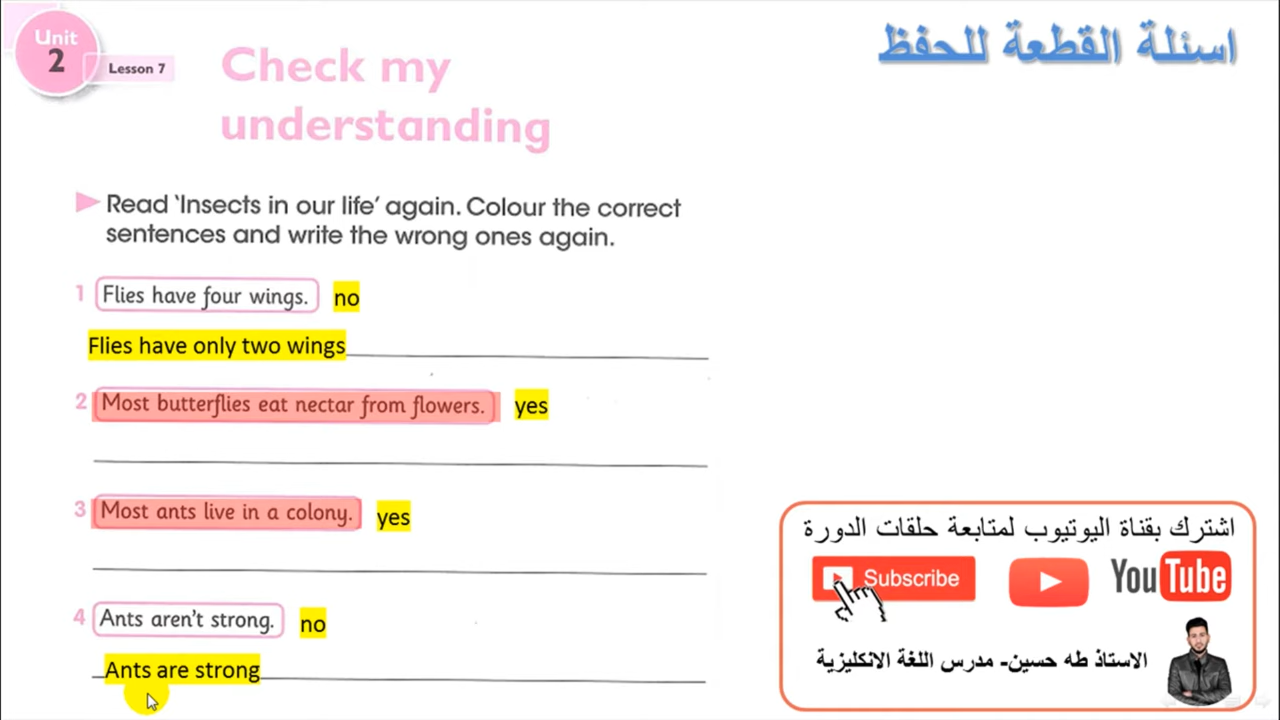 Unit
2
Lesson 7
اسئلة القطعة للحفظ
Check my
understanding
Read 'Insects in our life' again. Colour the correct
sentences and write the wrong ones again.
1 Flies have four wings. no
Flies have only two wings
2 Most butterflies eat nectar from flowers. yes
3 Most ants live in a colony. yes
4 Ants aren't strong. no
Ants are strong
اشترك بقناة اليوتيوب لمتابعة حلقات الدورة
Subscribe
YouTube
الاستاذ طه حسين- مدرس اللغة الانكليزية